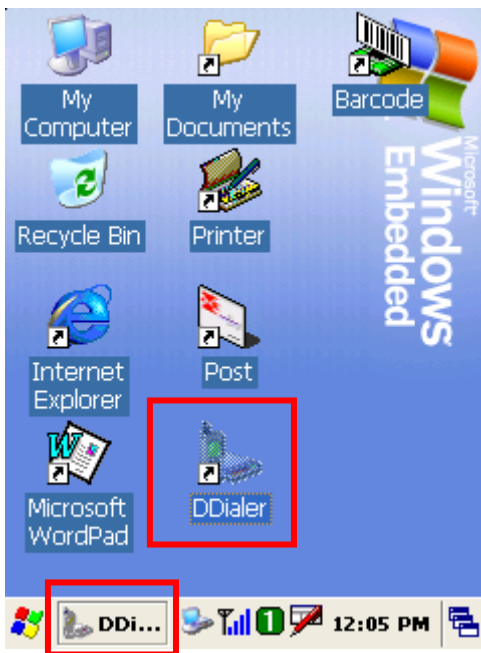 My
Computer
My
Documents
Barcode
Microsoft
Windows
Embedded
Recycle Bin
Printer
Internet
Explorer
Post
Microsoft
WordPad
DDialer
DDi...
1
12:05 PM